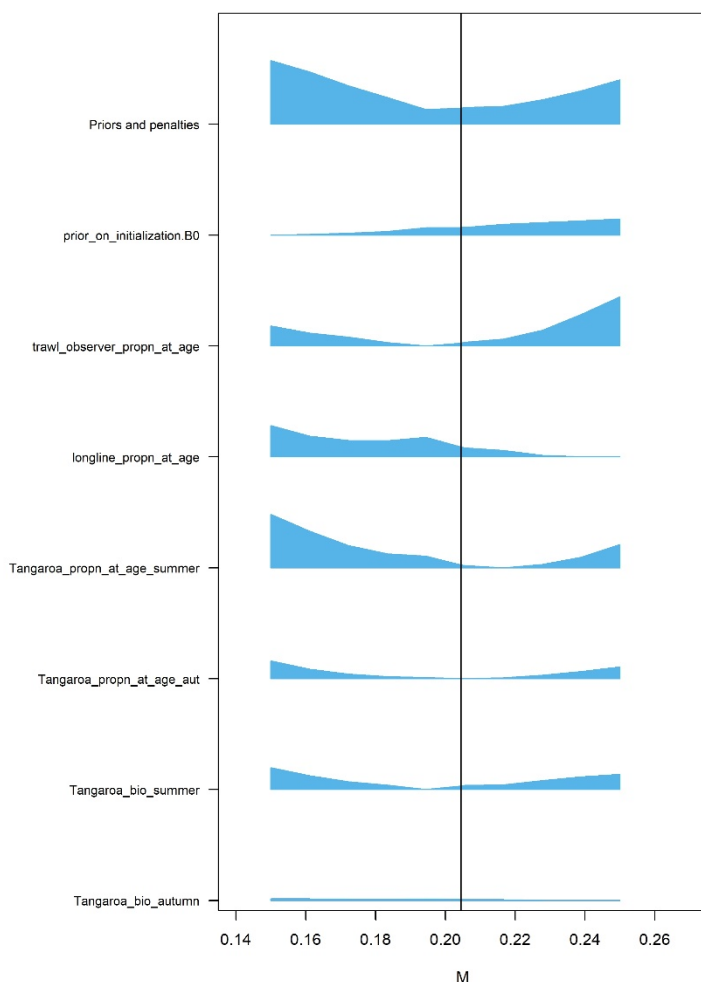 Priors and penalties
prior_on_initialization.B0
trawl_observer_propn_at_age
longline_propn_at_age
Tangaroa_propn_at_age_summer
Tangaroa_propn_at_age_aut
Tangaroa_bio_summer
Tangaroa_bio_autumn
0.14 0.16 0.18 0.20 0.22 0.24 0.26
M